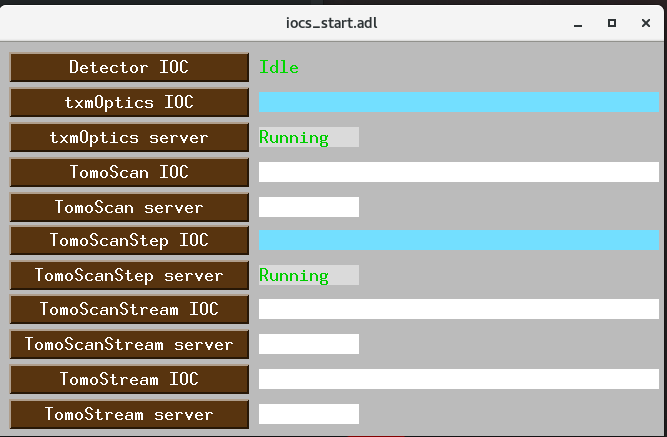 iocs_start.adl
Detector IOC Idle
txmOptics IOC
txmOptics server Running
TomoScan IOC
TomoScan server
TomoScanStep IOC
TomoScanStep server Running
TomoScanStream IOC
TomoScanStream server
TomoStream IOC
TomoStream server